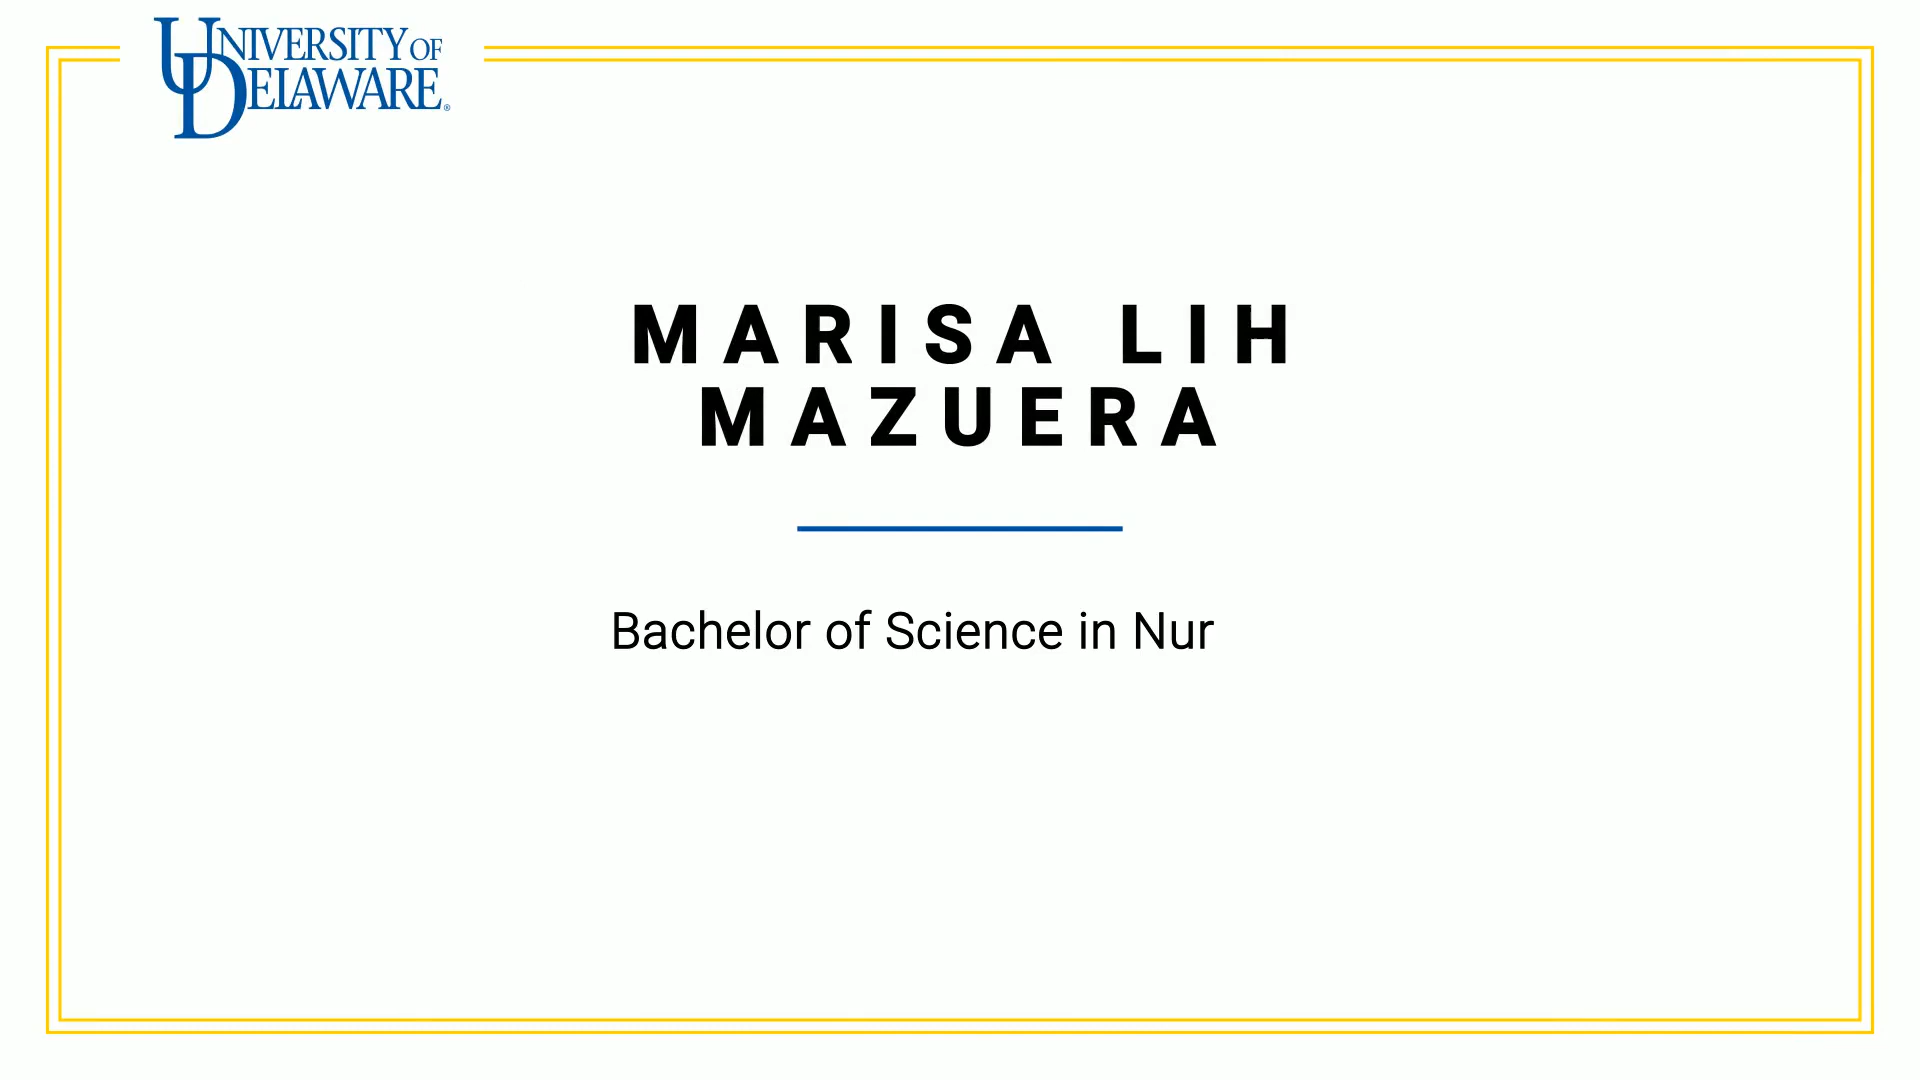 UNIVERSITY OF
DELAWARE®
MARISA LIH
MAZUERA
Bachelor of Science in Nur